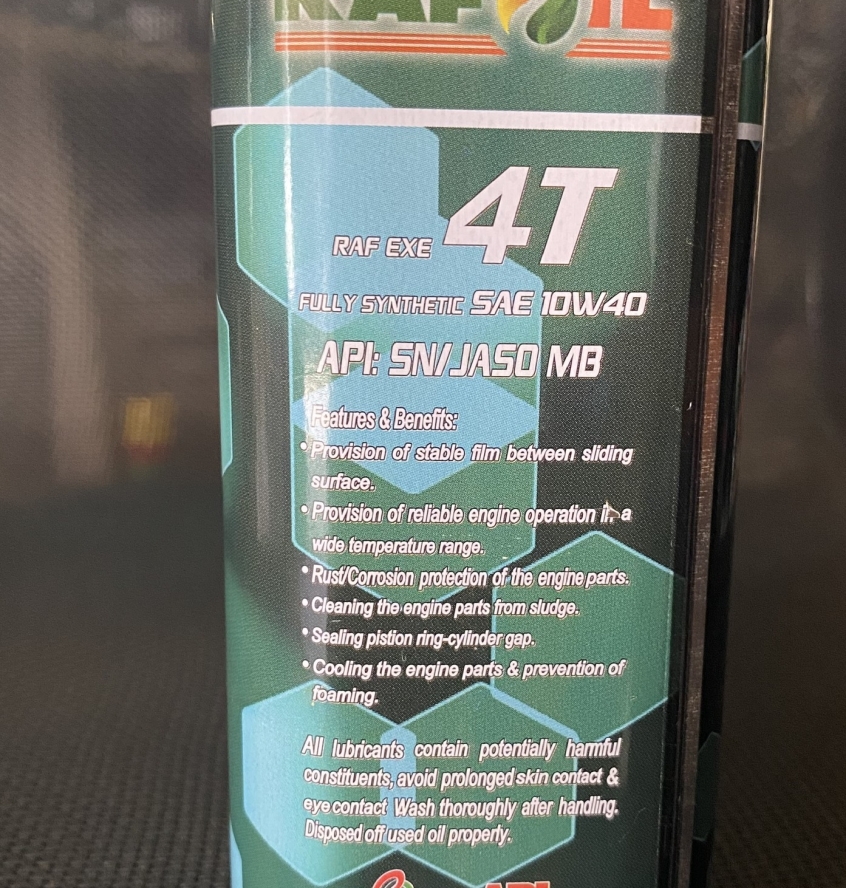 RAF EXE 4T
FULLY SYNTHETIC SAE 10W40
API: SN/JASO MB
Features & Benefits:
• Provision of stable film between sliding
surface.
• Provision of reliable engine operation in a
wide temperature range.
• Rust/Corrosion protection of the engine parts.
• Cleaning the engine parts from sludge.
• Sealing pistion ring-cylinder gap.
• Cooling the engine parts & prevention of
foaming.
All lubricants contain potentially harmful
constituents, avoid prolonged skin contact &
eye contact Wash thoroughly after handling.
Disposed off used oil properly.